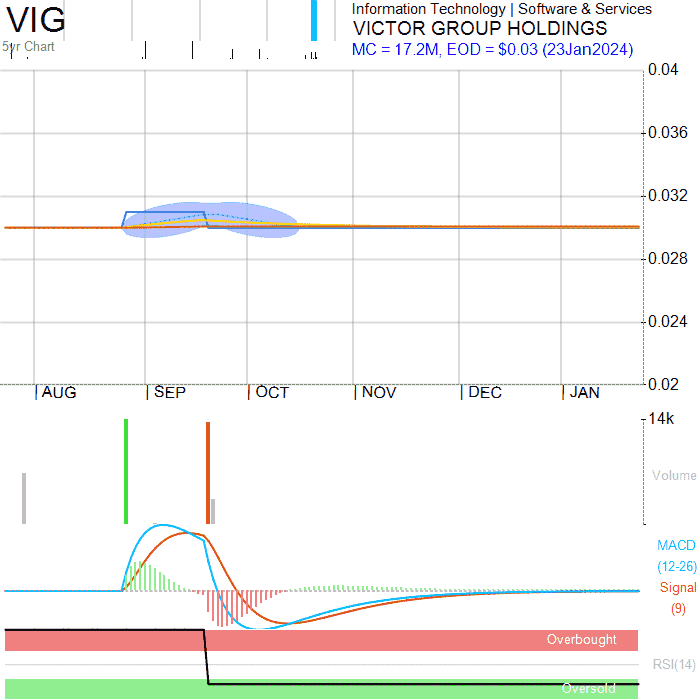 VIG
Information Technology | Software & Services
VICTOR GROUP HOLDINGS
5yr Chart
MC = 17.2M, EOD = $0.03 (23Jan2024)
0.04
0.036
0.032
0.028
0.024
0.02
AUG SEP OCT NOV DEC JAN
14k
Volume
MACD
(12-26)
Signal
(9)
Overbought
RSI(14)
Oversold